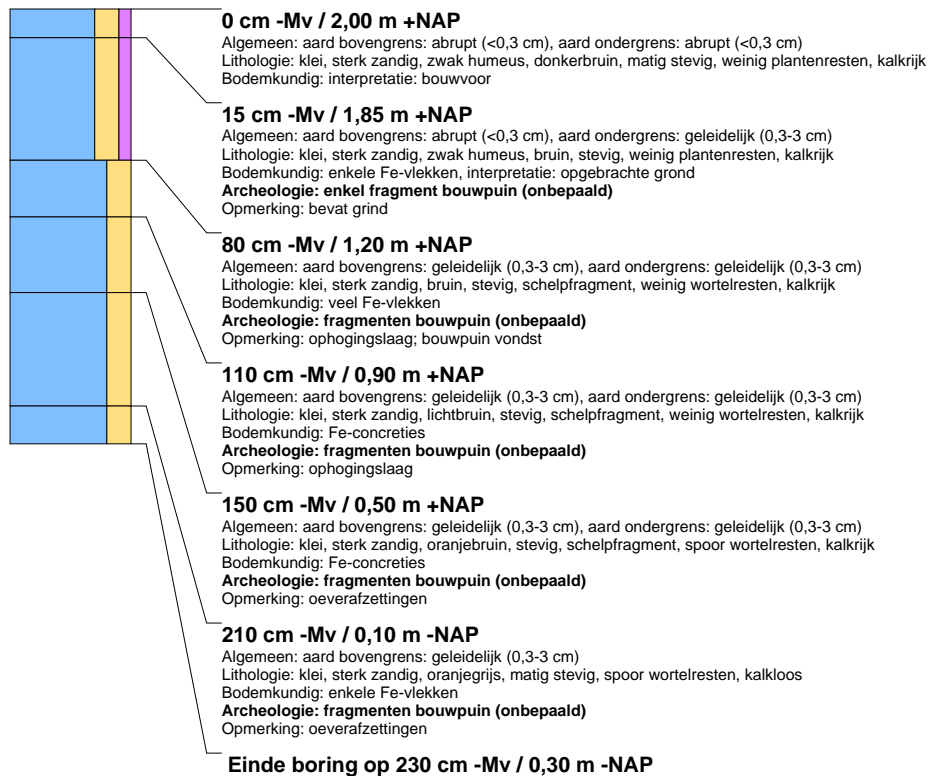 0 cm -Mv / 2,00 m +NAP
Algemeen: aard bovengrens: abrupt (<0,3 cm), aard ondergrens: abrupt (<0,3 cm)
Lithologie: klei, sterk zandig, zwak humeus, donkerbruin, matig stevig, weinig plantenresten, kalkrijk
Bodemkundig: interpretatie: bouwvoor
15 cm -Mv / 1,85 m +NAP
Algemeen: aard bovengrens: abrupt (<0,3 cm), aard ondergrens: geleidelijk (0,3-3 cm)
Lithologie: klei, sterk zandig, zwak humeus, bruin, stevig, weinig plantenresten, kalkrijk
Bodemkundig: enkele Fe-vlekken, interpretatie: opgebrachte grond
Archeologie: enkel fragment bouwpuin (onbepaald)
Opmerking: bevat grind
80 cm -Mv / 1,20 m +NAP
Algemeen: aard bovengrens: geleidelijk (0,3-3 cm), aard ondergrens: geleidelijk (0,3-3 cm)
Lithologie: klei, sterk zandig, bruin, stevig, schelpfragment, weinig wortelresten, kalkrijk
Bodemkundig: veel Fe-vlekken
Archeologie: fragmenten bouwpuin (onbepaald)
Opmerking: ophogingslaag; bouwpuin vondst
110 cm -Mv / 0,90 m +NAP
Algemeen: aard bovengrens: geleidelijk (0,3-3 cm), aard ondergrens: geleidelijk (0,3-3 cm)
Lithologie: klei, sterk zandig, lichtbruin, stevig, schelpfragment, weinig wortelresten, kalkrijk
Bodemkundig: Fe-concreties
Archeologie: fragmenten bouwpuin (onbepaald)
Opmerking: ophogingslaag
150 cm -Mv / 0,50 m +NAP
Algemeen: aard bovengrens: geleidelijk (0,3-3 cm), aard ondergrens: geleidelijk (0,3-3 cm)
Lithologie: klei, sterk zandig, oranjebruin, stevig, schelpfragment, spoor wortelresten, kalkrijk
Bodemkundig: Fe-concreties
Archeologie: fragmenten bouwpuin (onbepaald)
Opmerking: oeverafzettingen
210 cm -Mv / 0,10 m -NAP
Algemeen: aard bovengrens: geleidelijk (0,3-3 cm)
Lithologie: klei, sterk zandig, oranjegrijs, matig stevig, spoor wortelresten, kalkloos
Bodemkundig: enkele Fe-vlekken
Archeologie: fragmenten bouwpuin (onbepaald)
Opmerking: oeverafzettingen
Einde boring op 230 cm -Mv / 0,30 m -NAP